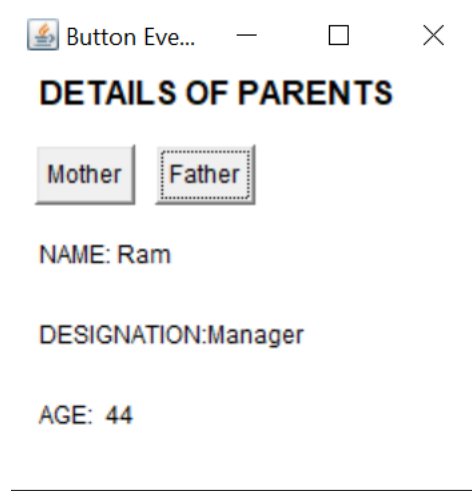 Button Eve...
DETAILS OF PARENTS
Mother Father
NAME: Ram
DESIGNATION:Manager
AGE: 44